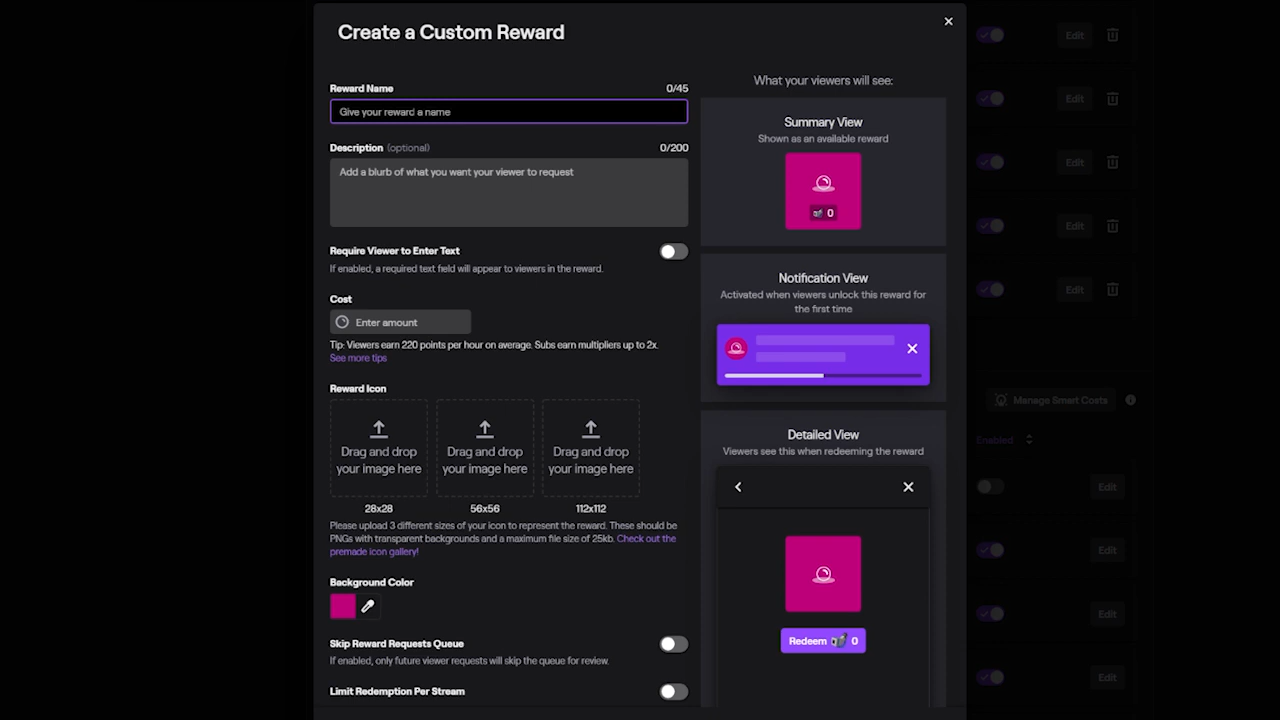 Create a Custom Reward
Reward Name
0/45
Give your reward a name
Description (optional)
0/200
Add a blurb of what you want your viewer to request
Require Viewer to Enter Text
If enabled, a required text field will appear to viewers in the reward.
Cost
Enter amount
Tip: Viewers earn 220 points per hour on average. Subs earn multipliers up to 2x.
See more tips
Reward Icon
Drag and drop
your image here
28x28
Drag and drop
your image here
56x56
Drag and drop
your image here
112x112
Please upload 3 different sizes of your icon to represent the reward. These should be
PNGs with transparent backgrounds and a maximum file size of 25kb. Check out the
premade icon gallery!
Background Color
Skip Reward Requests Queue
If enabled, only future viewer requests will skip the queue for review.
Limit Redemption Per Stream
What your viewers will see:
Summary View
Shown as an available reward
0
Notification View
Activated when viewers unlock this reward for
the first time
Detailed View
Viewers see this when redeeming the reward
Redeem 0
Edit
Edit
Edit
Edit
Edit
Manage Smart Costs
Enabled
Edit
Edit
Edit
Edit